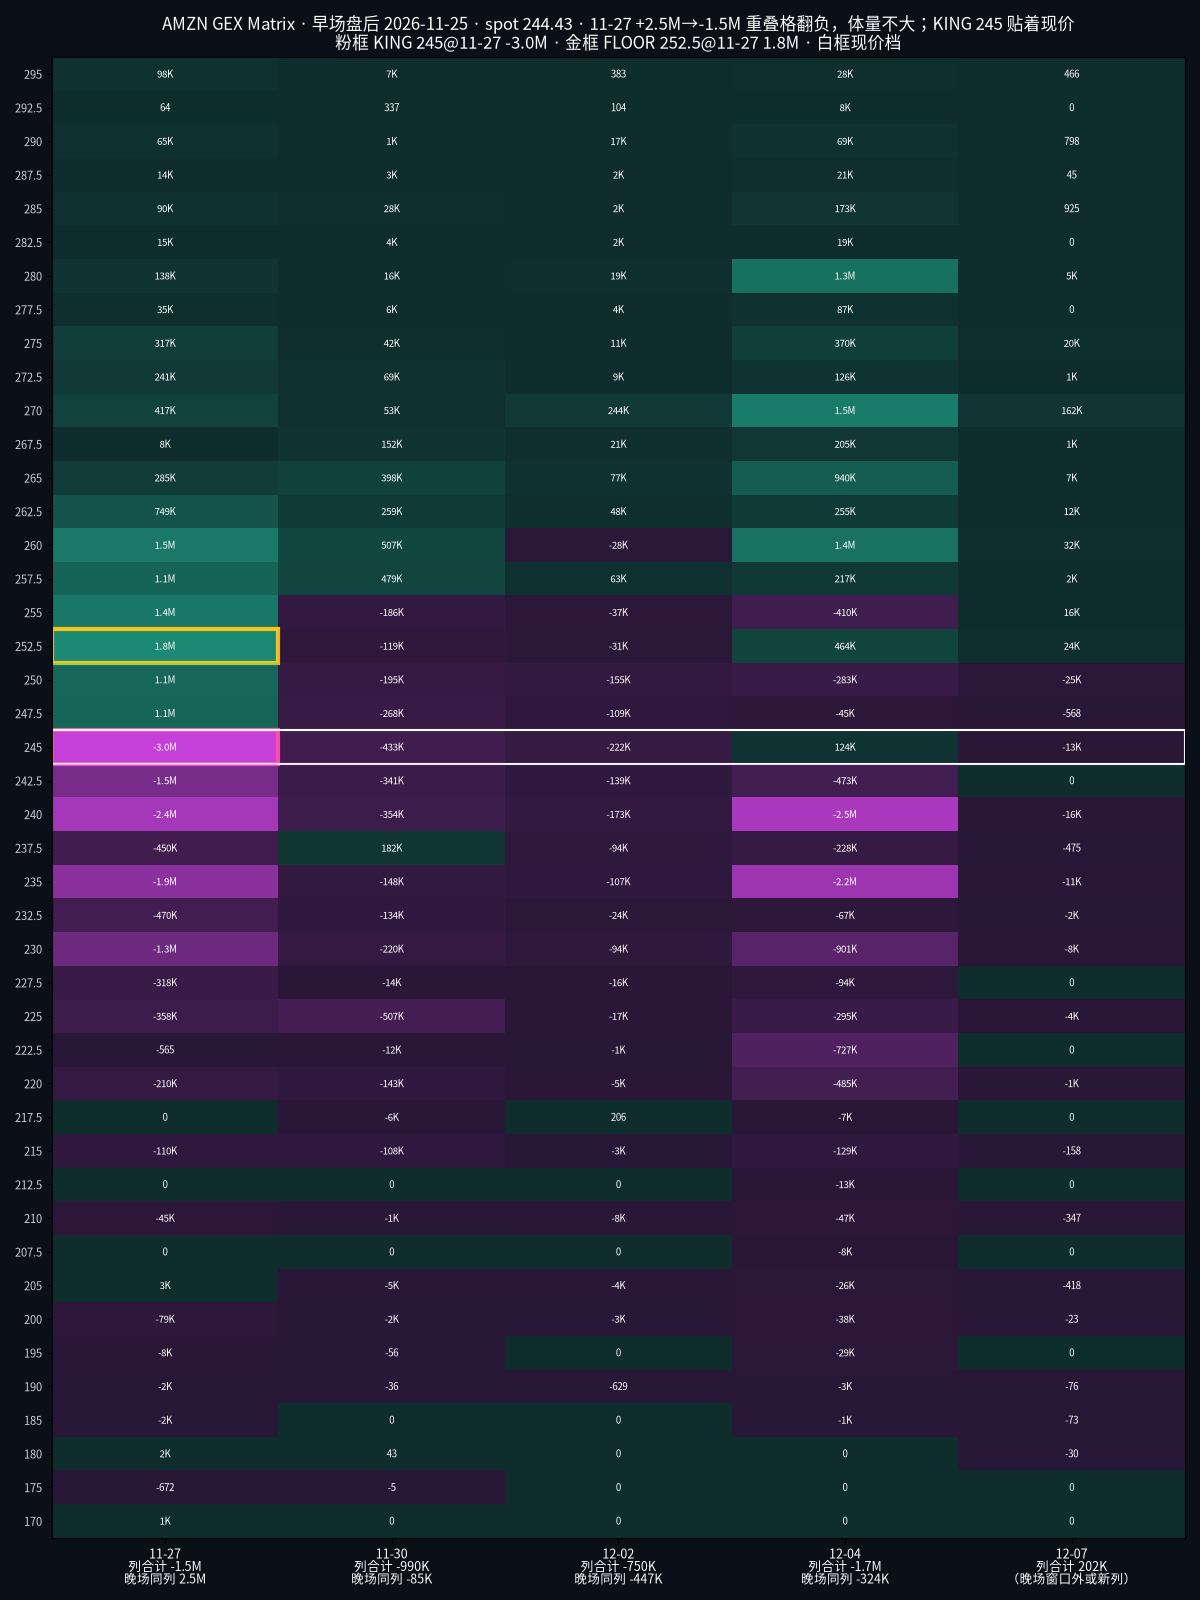 AMZN GEX Matrix · 早场盘后 2026-11-25 · spot 244.43 · 11-27 +2.5M→-1.5M 重叠格翻负，体量不大；KING 245 贴着现价
粉框 KING 245@11-27 -3.0M · 金框 FLOOR 252.5@11-27 1.8M · 白框现价档
295 98K 7K 383 28K 466
292.5 64 337 104 8K 0
290 65K 1K 17K 69K 798
287.5 14K 3K 2K 21K 45
285 90K 28K 2K 173K 925
282.5 15K 4K 2K 19K 0
280 138K 16K 19K 1.3M 5K
277.5 35K 6K 4K 87K 0
275 317K 42K 11K 370K 20K
272.5 241K 69K 9K 126K 1K
270 417K 53K 244K 1.5M 162K
267.5 8K 152K 21K 205K 1K
265 285K 398K 77K 940K 7K
262.5 749K 259K 48K 255K 12K
260 1.5M 507K -28K 1.4M 32K
257.5 1.1M 479K 63K 217K 2K
255 1.4M -186K -37K -410K 16K
252.5 1.8M -119K -31K 464K 24K
250 1.1M -195K -155K -283K -25K
247.5 1.1M -268K -109K -45K -568
245 -3.0M -433K -222K 124K -13K
242.5 -1.5M -341K -139K -473K 0
240 -2.4M -354K -173K -2.5M -16K
237.5 -450K 182K -94K -228K -475
235 -1.9M -148K -107K -2.2M -11K
232.5 -470K -134K -24K -67K -2K
230 -1.3M -220K -94K -901K -8K
227.5 -318K -14K -16K -94K 0
225 -358K -507K -17K -295K -4K
222.5 -565 -12K -1K -727K 0
220 -210K -143K -5K -485K -1K
217.5 0 -6K 206 -7K 0
215 -110K -108K -3K -129K -158
212.5 0 0 0 -13K 0
210 -45K -1K -8K -47K -347
207.5 0 0 0 -8K 0
205 3K -5K -4K -26K -418
200 -79K -2K -3K -38K -23
195 -8K -56 0 -29K 0
190 -2K -36 -629 -3K -76
185 -2K 0 0 -1K -73
180 2K 43 0 0 -30
175 -672 -5 0 0 0
170 1K 0 0 0 0
11-27 11-30 12-02 12-04 12-07
列合计 -1.5M 列合计 -990K 列合计 -750K 列合计 -1.7M 列合计 202K
晚场同列 2.5M 晚场同列 -85K 晚场同列 -447K 晚场同列 -324K （晚场窗口外或新列）